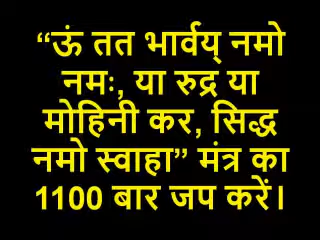 “ऊं तत भार्वय् नमो
नमः, या रुद्र या
मोहिनी कर, सिद्ध
नमो स्वाहा” मंत्र का
1100 बार जप करें।